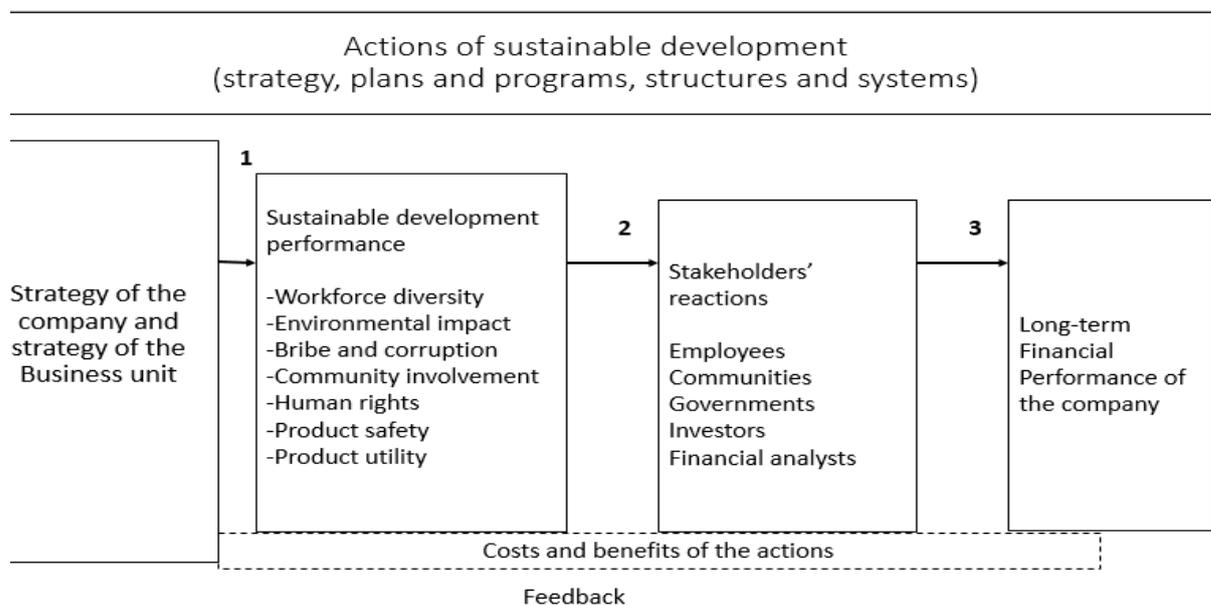 Actions of sustainable development
(strategy, plans and programs, structures and systems)
Strategy of the
company and
strategy of the
Business unit
1
Sustainable development
performance
-Workforce diversity
-Environmental impact
-Bribe and corruption
-Community involvement
-Human rights
-Product safety
-Product utility
2
Stakeholders’
reactions
Employees
Communities
Governments
Investors
Financial analysts
3
Long-term
Financial
Performance of
the company
Costs and benefits of the actions
Feedback